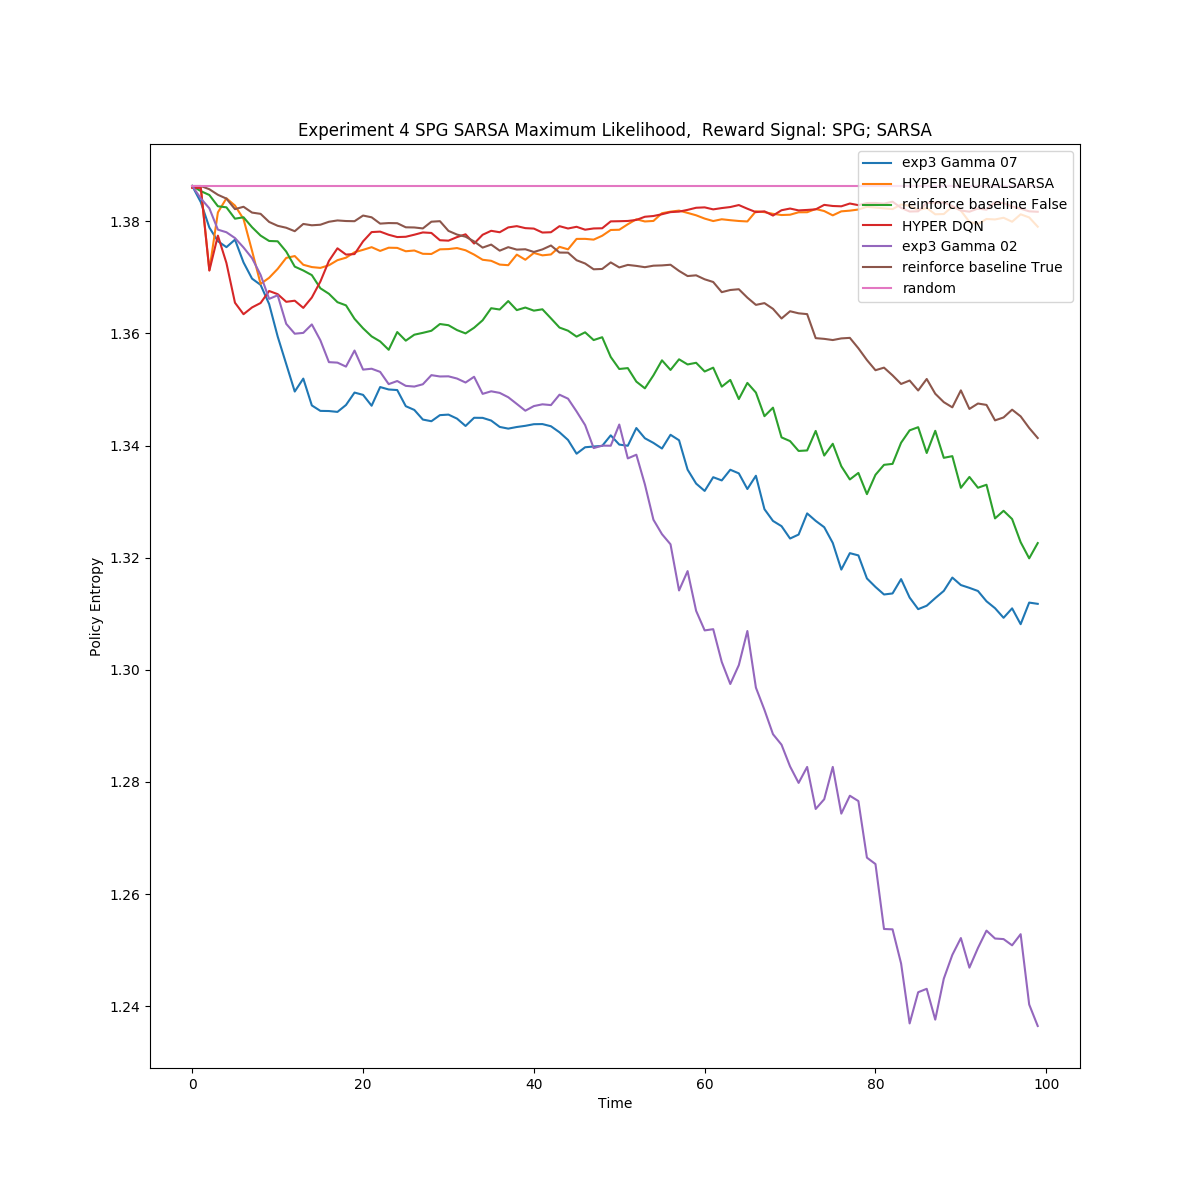 Experiment 4 SPG SARSA Maximum Likelihood,  Reward Signal: SPG; SARSA
exp3 Gamma 07
HYPER NEURALSARSA
reinforce baseline False
HYPER DQN
exp3 Gamma 02
reinforce baseline True
random
Policy Entropy
1.38
1.36
1.34
1.32
1.30
1.28
1.26
1.24
0 20 40 60 80 100
Time